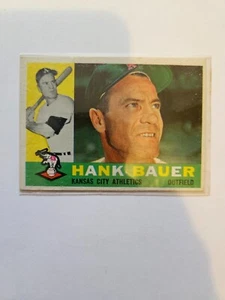 HANK BAUER
KANSAS CITY ATHLETICS OUTFIELD